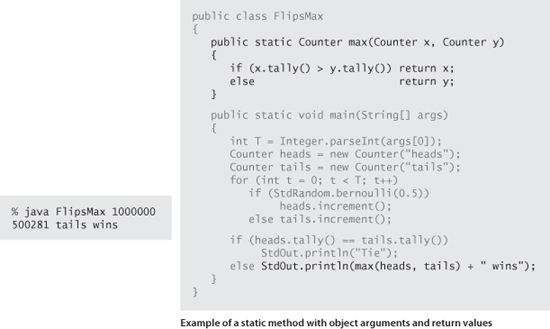 public class FlipsMax
{
public static Counter max(Counter x, Counter y)
{
if (x.tally() > y.tally()) return x;
else                       return y;
}
public static void main(String[] args)
{
int T = Integer.parseInt(args[0]);
Counter heads = new Counter("heads");
Counter tails = new Counter("tails");
for (int t = 0; t < T; t++)
if (StdRandom.bernoulli(0.5))
heads.increment();
else tails.increment();
if (heads.tally() == tails.tally())
StdOut.println("Tie");
else StdOut.println(max(heads, tails) + " wins");
}
}
% java FlipsMax 1000000
500281 tails wins
Example of a static method with object arguments and return values